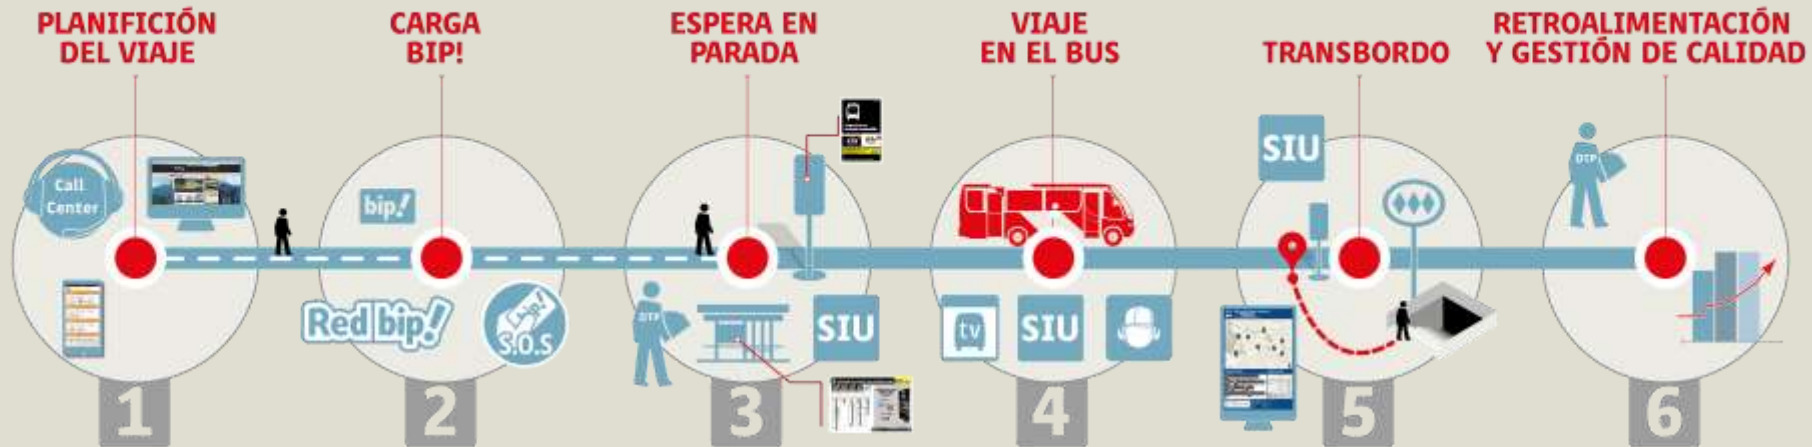 PLANIFICIÓN
DEL VIAJE
CARGA
BIP!
ESPERA EN
PARADA
VIAJE
EN EL BUS
TRANSBORDO
RETROALIMENTACIÓN
Y GESTIÓN DE CALIDAD
Call
Center
bip!
Red bip!
bip!
S.O.S
DTP
SIU
tv
SIU
SIU
DTP
1
2
3
4
5
6